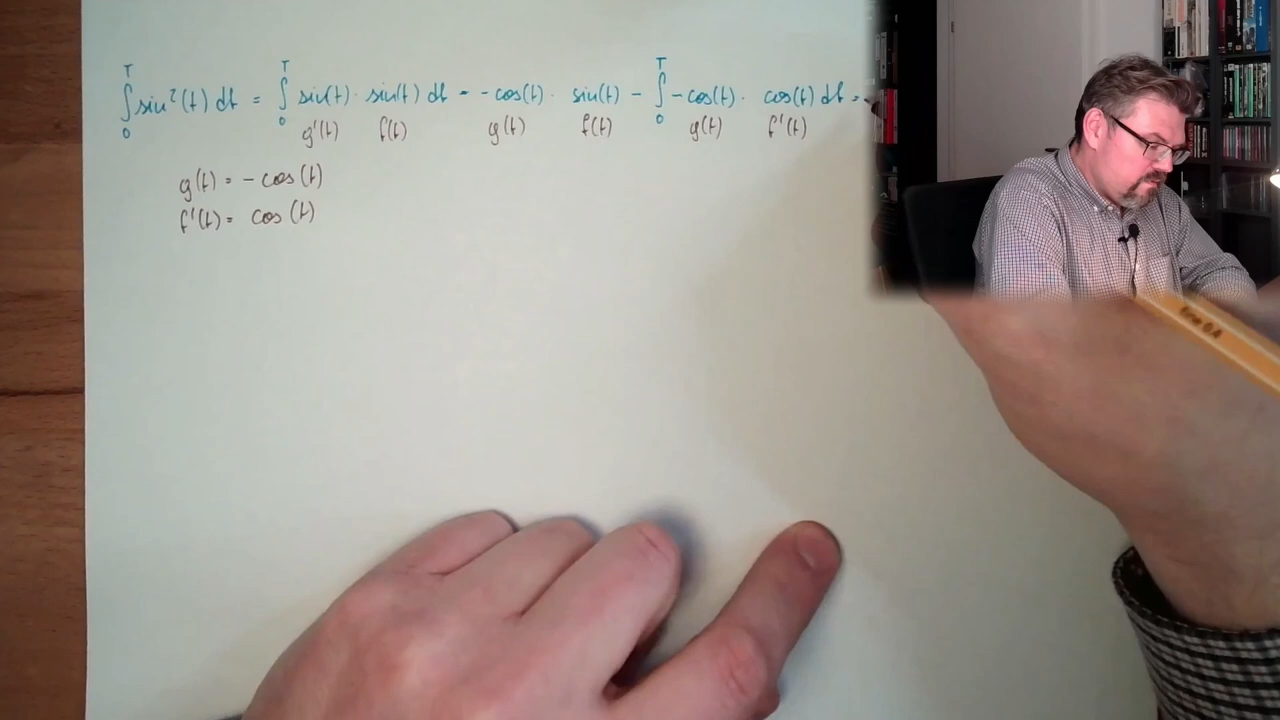 ∫₀ᵀ sin²(t) dt = ∫₀ᵀ sin(t) · sin(t) dt = -cos(t) · sin(t) - ∫₀ᵀ -cos(t) · cos(t) dt =
g'(t) f(t) g(t) f(t) g(t) f'(t)
g(t) = - cos(t)
f'(t) = cos(t)